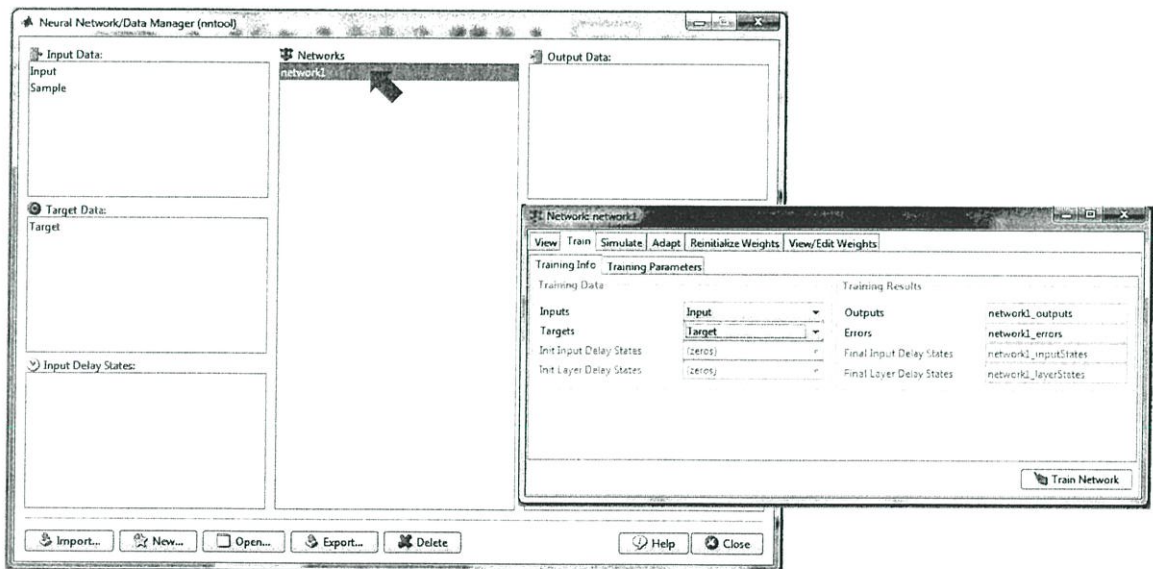 Neural Network/Data Manager (nntool)
Input Data:
Input
Sample
Networks
network1
Output Data:
Target Data:
Target
Input Delay States:
Import...
New...
Open...
Export...
Delete
Help
Close
Network: network1
View Train Simulate Adapt Reinitialize Weights View/Edit Weights
Training Info Training Parameters
Training Data
Training Results
Inputs Input
Outputs network1_outputs
Targets Target
Errors network1_errors
Init Input Delay States (zeros)
Final Input Delay States network1_inputStates
Init Layer Delay States (zeros)
Final Layer Delay States network1_layerStates
Train Network